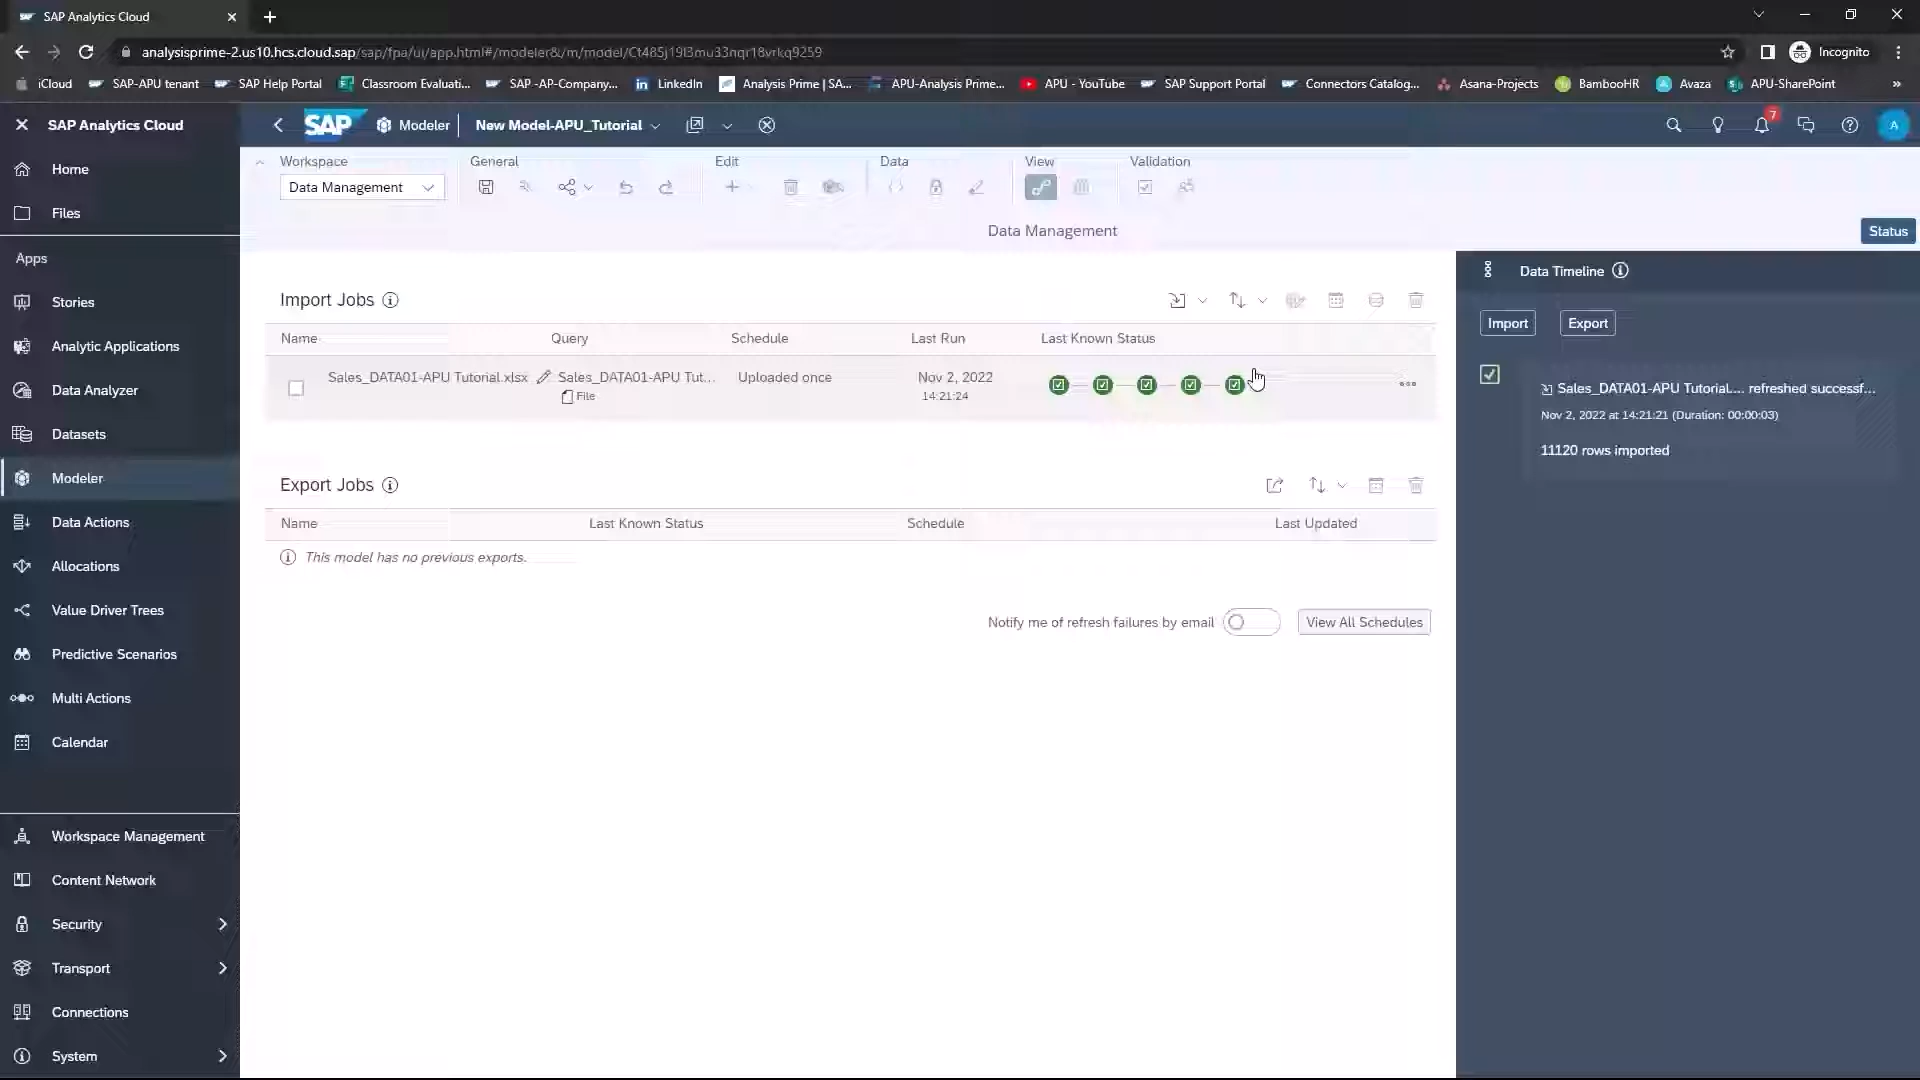 SAP Analytics Cloud
analysisprime-2.us10.hcs.cloud.sap/sap/fpa/ui/app.html#/modeler&/m/model/Ct485j19l3mu33nqr18vrkq9259
Incognito
iCloud SAP-APU tenant SAP Help Portal Classroom Evaluati... SAP -AP-Company... LinkedIn Analysis Prime | SA... APU-Analysis Prime... APU - YouTube SAP Support Portal Connectors Catalog... Asana-Projects BambooHR Avaza APU-SharePoint »
SAP Analytics Cloud
SAP Modeler New Model-APU_Tutorial
7
A
Home
Files
Apps
Stories
Analytic Applications
Data Analyzer
Datasets
Modeler
Data Actions
Allocations
Value Driver Trees
Predictive Scenarios
Multi Actions
Calendar
Workspace Management
Content Network
Security
Transport
Connections
System
Workspace General Edit Data View Validation
Data Management
Data Management
Status
Import Jobs
Name Query Schedule Last Run Last Known Status
Sales_DATA01-APU Tutorial.xlsx Sales_DATA01-APU Tut... Uploaded once Nov 2, 2022
File 14:21:24
Export Jobs
Name Last Known Status Schedule Last Updated
This model has no previous exports.
Notify me of refresh failures by email View All Schedules
Data Timeline
Import Export
Sales_DATA01-APU Tutorial.... refreshed successf...
Nov 2, 2022 at 14:21:21 (Duration: 00:00:03)
11120 rows imported